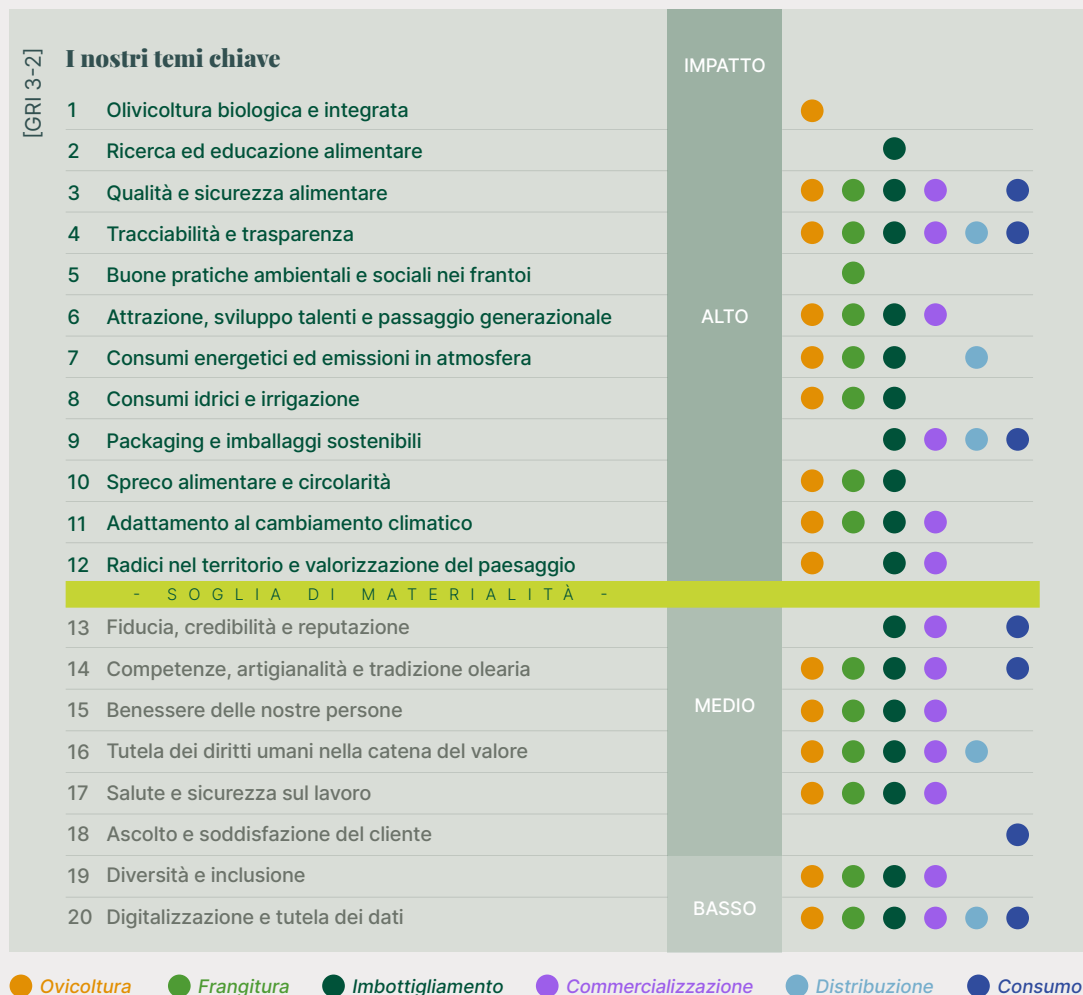 [GRI 3-2]
I nostri temi chiave
IMPATTO
1 Olivicoltura biologica e integrata
2 Ricerca ed educazione alimentare
3 Qualità e sicurezza alimentare
4 Tracciabilità e trasparenza
5 Buone pratiche ambientali e sociali nei frantoi
6 Attrazione, sviluppo talenti e passaggio generazionale
ALTO
7 Consumi energetici ed emissioni in atmosfera
8 Consumi idrici e irrigazione
9 Packaging e imballaggi sostenibili
10 Spreco alimentare e circolarità
11 Adattamento al cambiamento climatico
12 Radici nel territorio e valorizzazione del paesaggio
- SOGLIA DI MATERIALITÀ -
13 Fiducia, credibilità e reputazione
14 Competenze, artigianalità e tradizione olearia
15 Benessere delle nostre persone
MEDIO
16 Tutela dei diritti umani nella catena del valore
17 Salute e sicurezza sul lavoro
18 Ascolto e soddisfazione del cliente
19 Diversità e inclusione
20 Digitalizzazione e tutela dei dati
BASSO
Ovicoltura Frangitura Imbottigliamento Commercializzazione Distribuzione Consumo